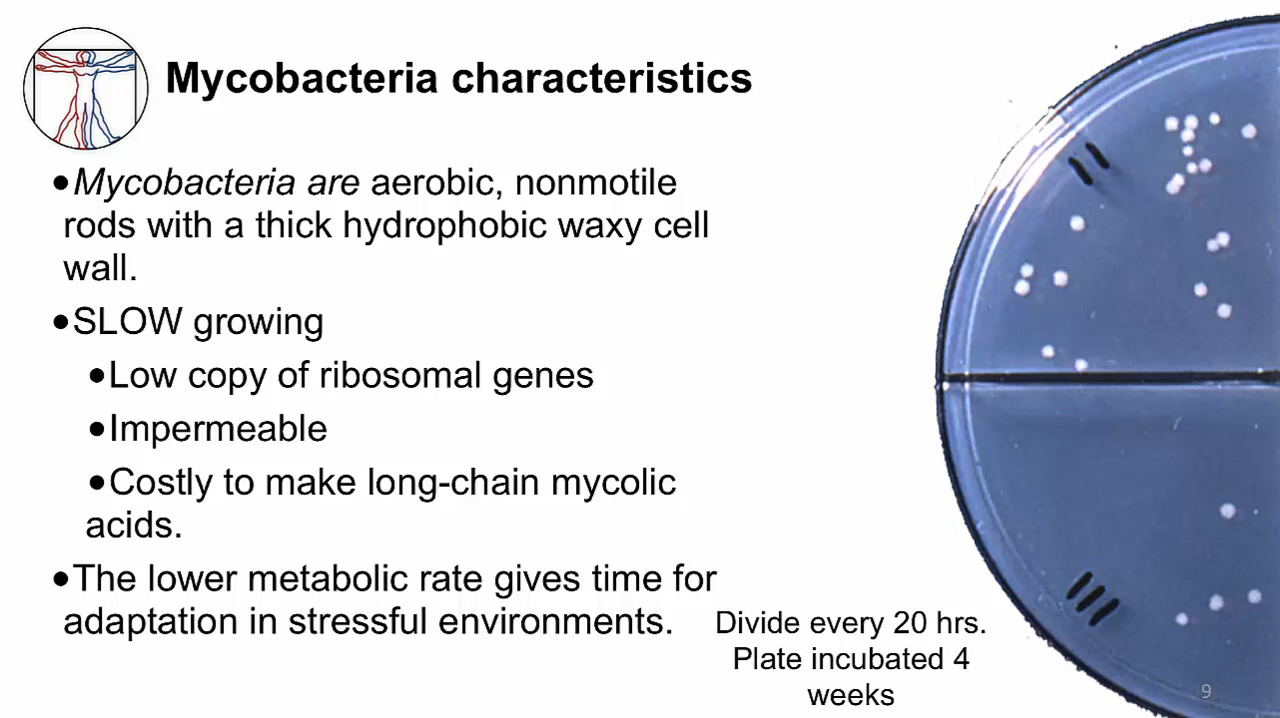 Mycobacteria characteristics
•Mycobacteria are aerobic, nonmotile
rods with a thick hydrophobic waxy cell
wall.
•SLOW growing
•Low copy of ribosomal genes
•Impermeable
•Costly to make long-chain mycolic
acids.
•The lower metabolic rate gives time for
adaptation in stressful environments.
Divide every 20 hrs.
Plate incubated 4
weeks
9